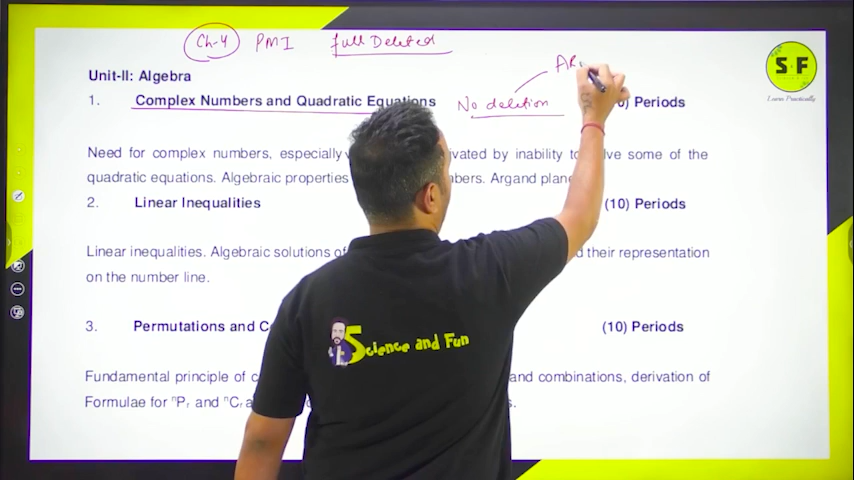 Ch-4 PMI full Deleted
Unit-II: Algebra
AR
1. Complex Numbers and Quadratic Equations No deletion 0) Periods
Need for complex numbers, especially ivated by inability to lve some of the
quadratic equations. Algebraic properties mbers. Argand plane
2. Linear Inequalities (10) Periods
Linear inequalities. Algebraic solutions of d their representation
on the number line.
3. Permutations and C (10) Periods
Fundamental principle of c and combinations, derivation of
Formulae for ⁿPᵣ and ⁿCᵣ a s.
S F
Learn Practically
Science and Fun